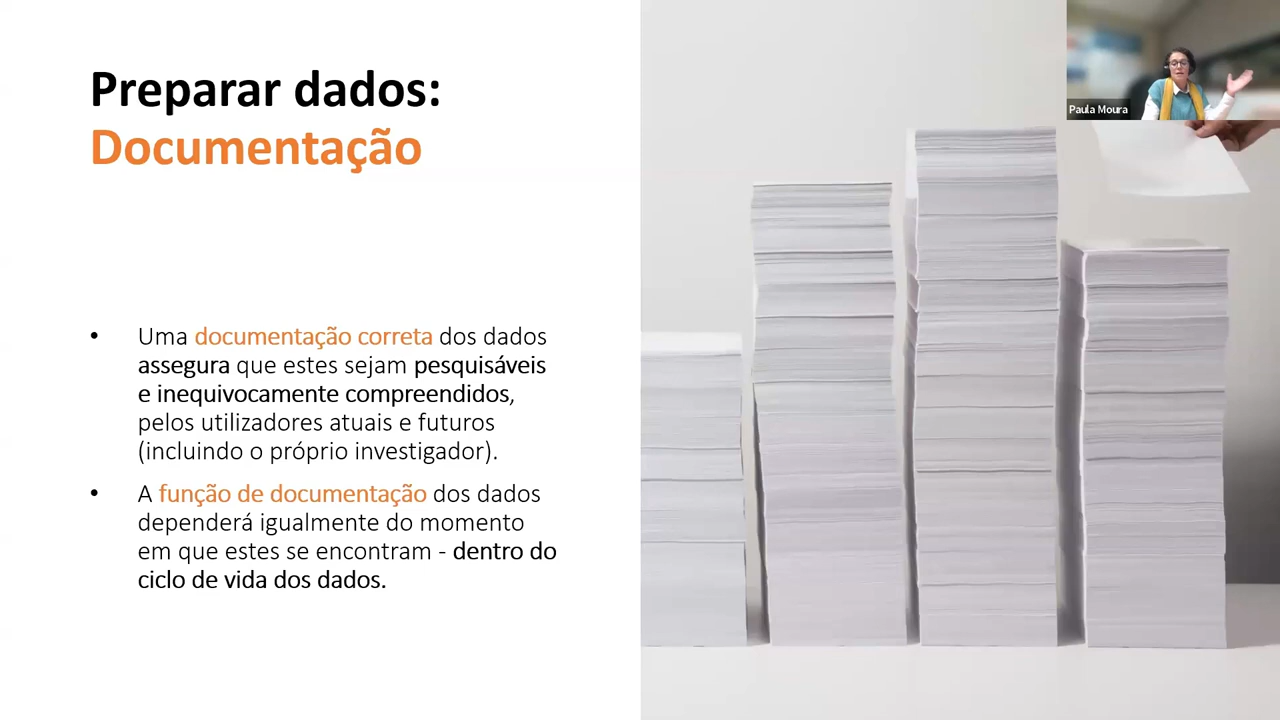 Preparar dados:
Documentação
• Uma documentação correta dos dados
assegura que estes sejam pesquisáveis
e inequivocamente compreendidos,
pelos utilizadores atuais e futuros
(incluindo o próprio investigador).
• A função de documentação dos dados
dependerá igualmente do momento
em que estes se encontram - dentro do
ciclo de vida dos dados.
Paula Moura